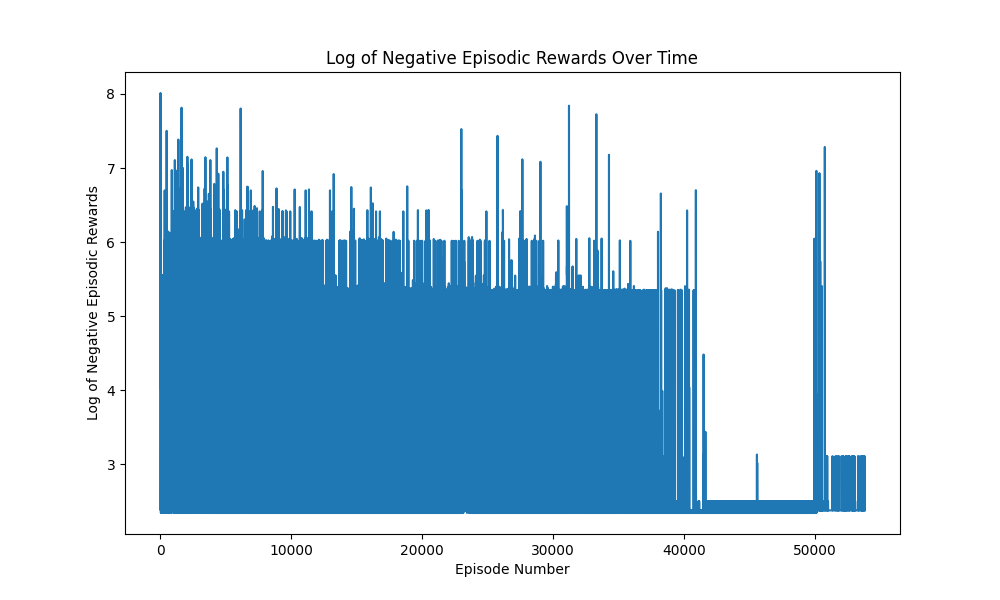 Log of Negative Episodic Rewards Over Time
Log of Negative Episodic Rewards
8
7
6
5
4
3
0 10000 20000 30000 40000 50000
Episode Number